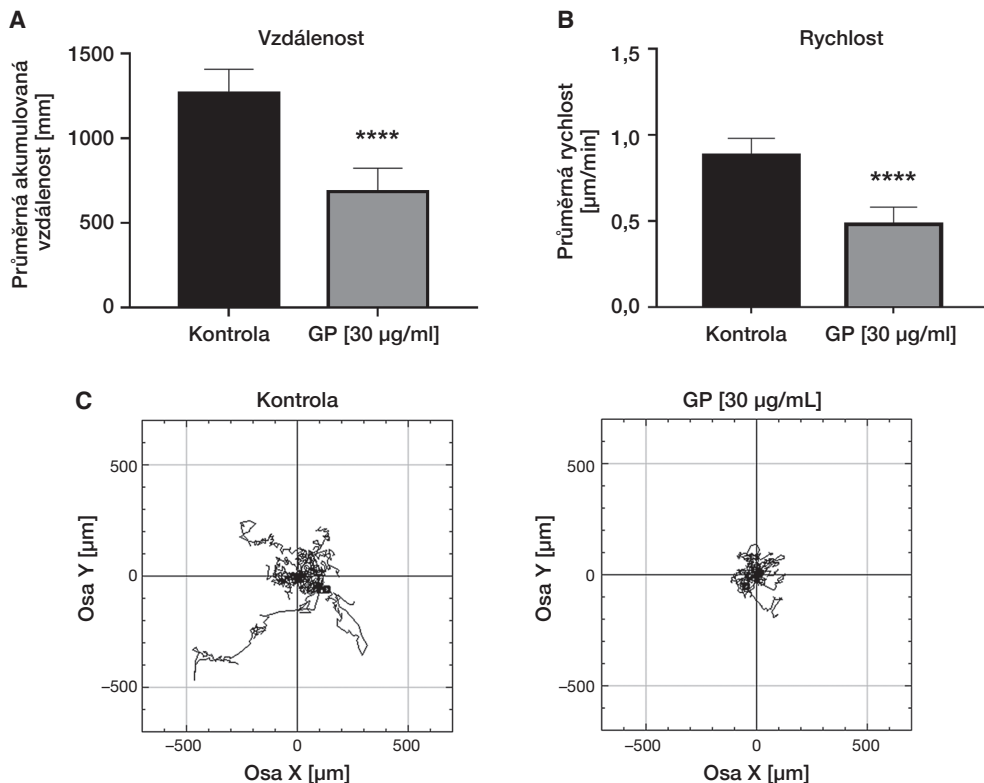 A
Vzdálenost
Průměrná akumulovaná
vzdálenost [mm]
1500
1000
500
0
****
Kontrola
GP [30 µg/ml]
B
Rychlost
Průměrná rychlost
[µm/min]
1,5
1,0
0,5
0,0
****
Kontrola
GP [30 µg/ml]
C
Kontrola
Osa Y [µm]
500
0
–500
–500
0
500
Osa X [µm]
GP [30 µg/mL]
Osa Y [µm]
500
0
–500
–500
0
500
Osa X [µm]